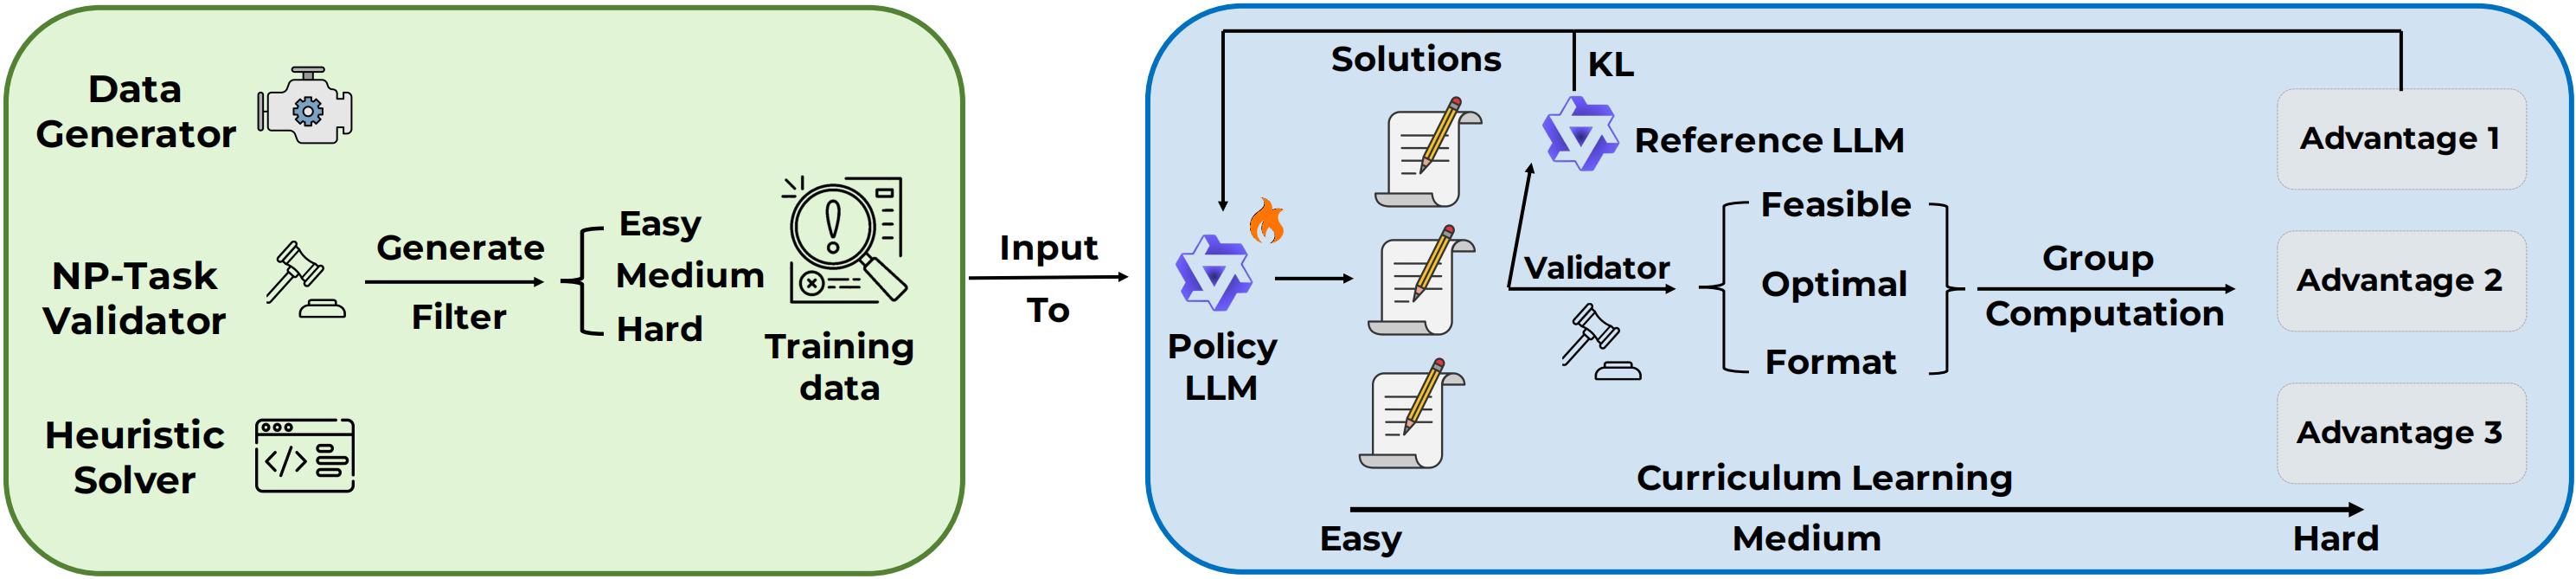 Data
Generator
NP-Task
Validator
Heuristic
Solver
Generate
Filter
Easy
Medium
Hard
Training
data
Input
To
Policy
LLM
Solutions
KL
Reference LLM
Validator
Feasible
Optimal
Format
Group
Computation
Advantage 1
Advantage 2
Advantage 3
Curriculum Learning
Easy
Medium
Hard